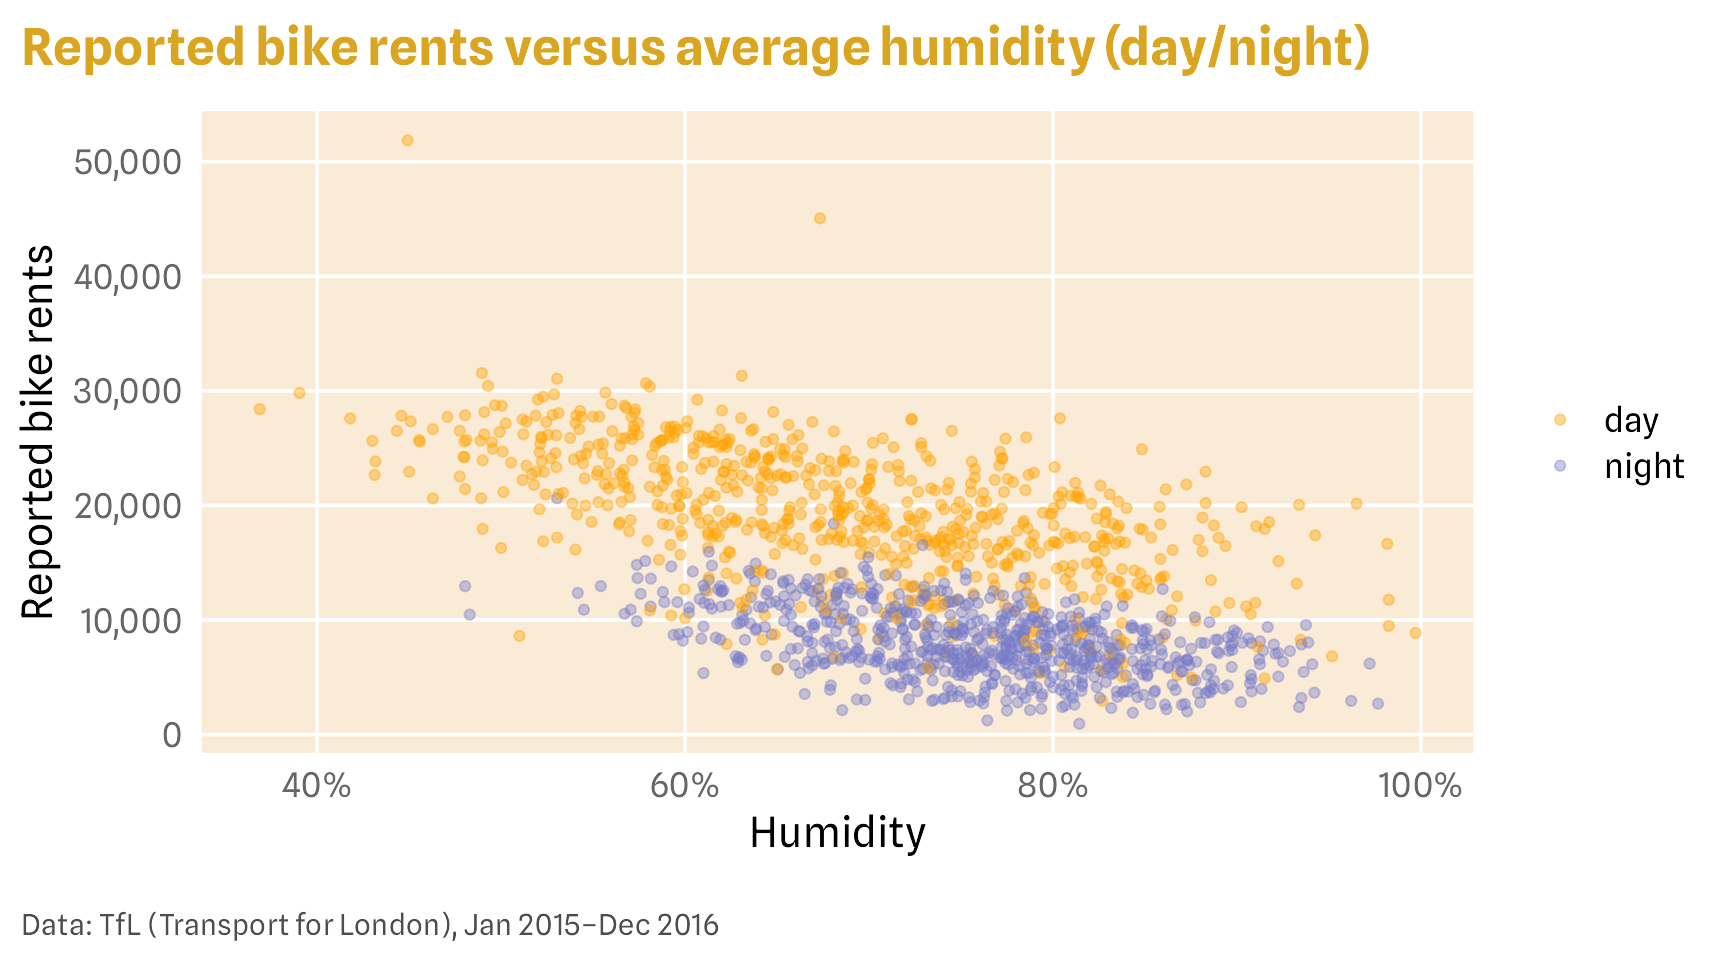 Reported bike rents versus average humidity (day/night)
Reported bike rents
50,000
40,000
30,000
20,000
10,000
0
40%
60%
80%
100%
Humidity
day
night
Data: TfL (Transport for London), Jan 2015–Dec 2016